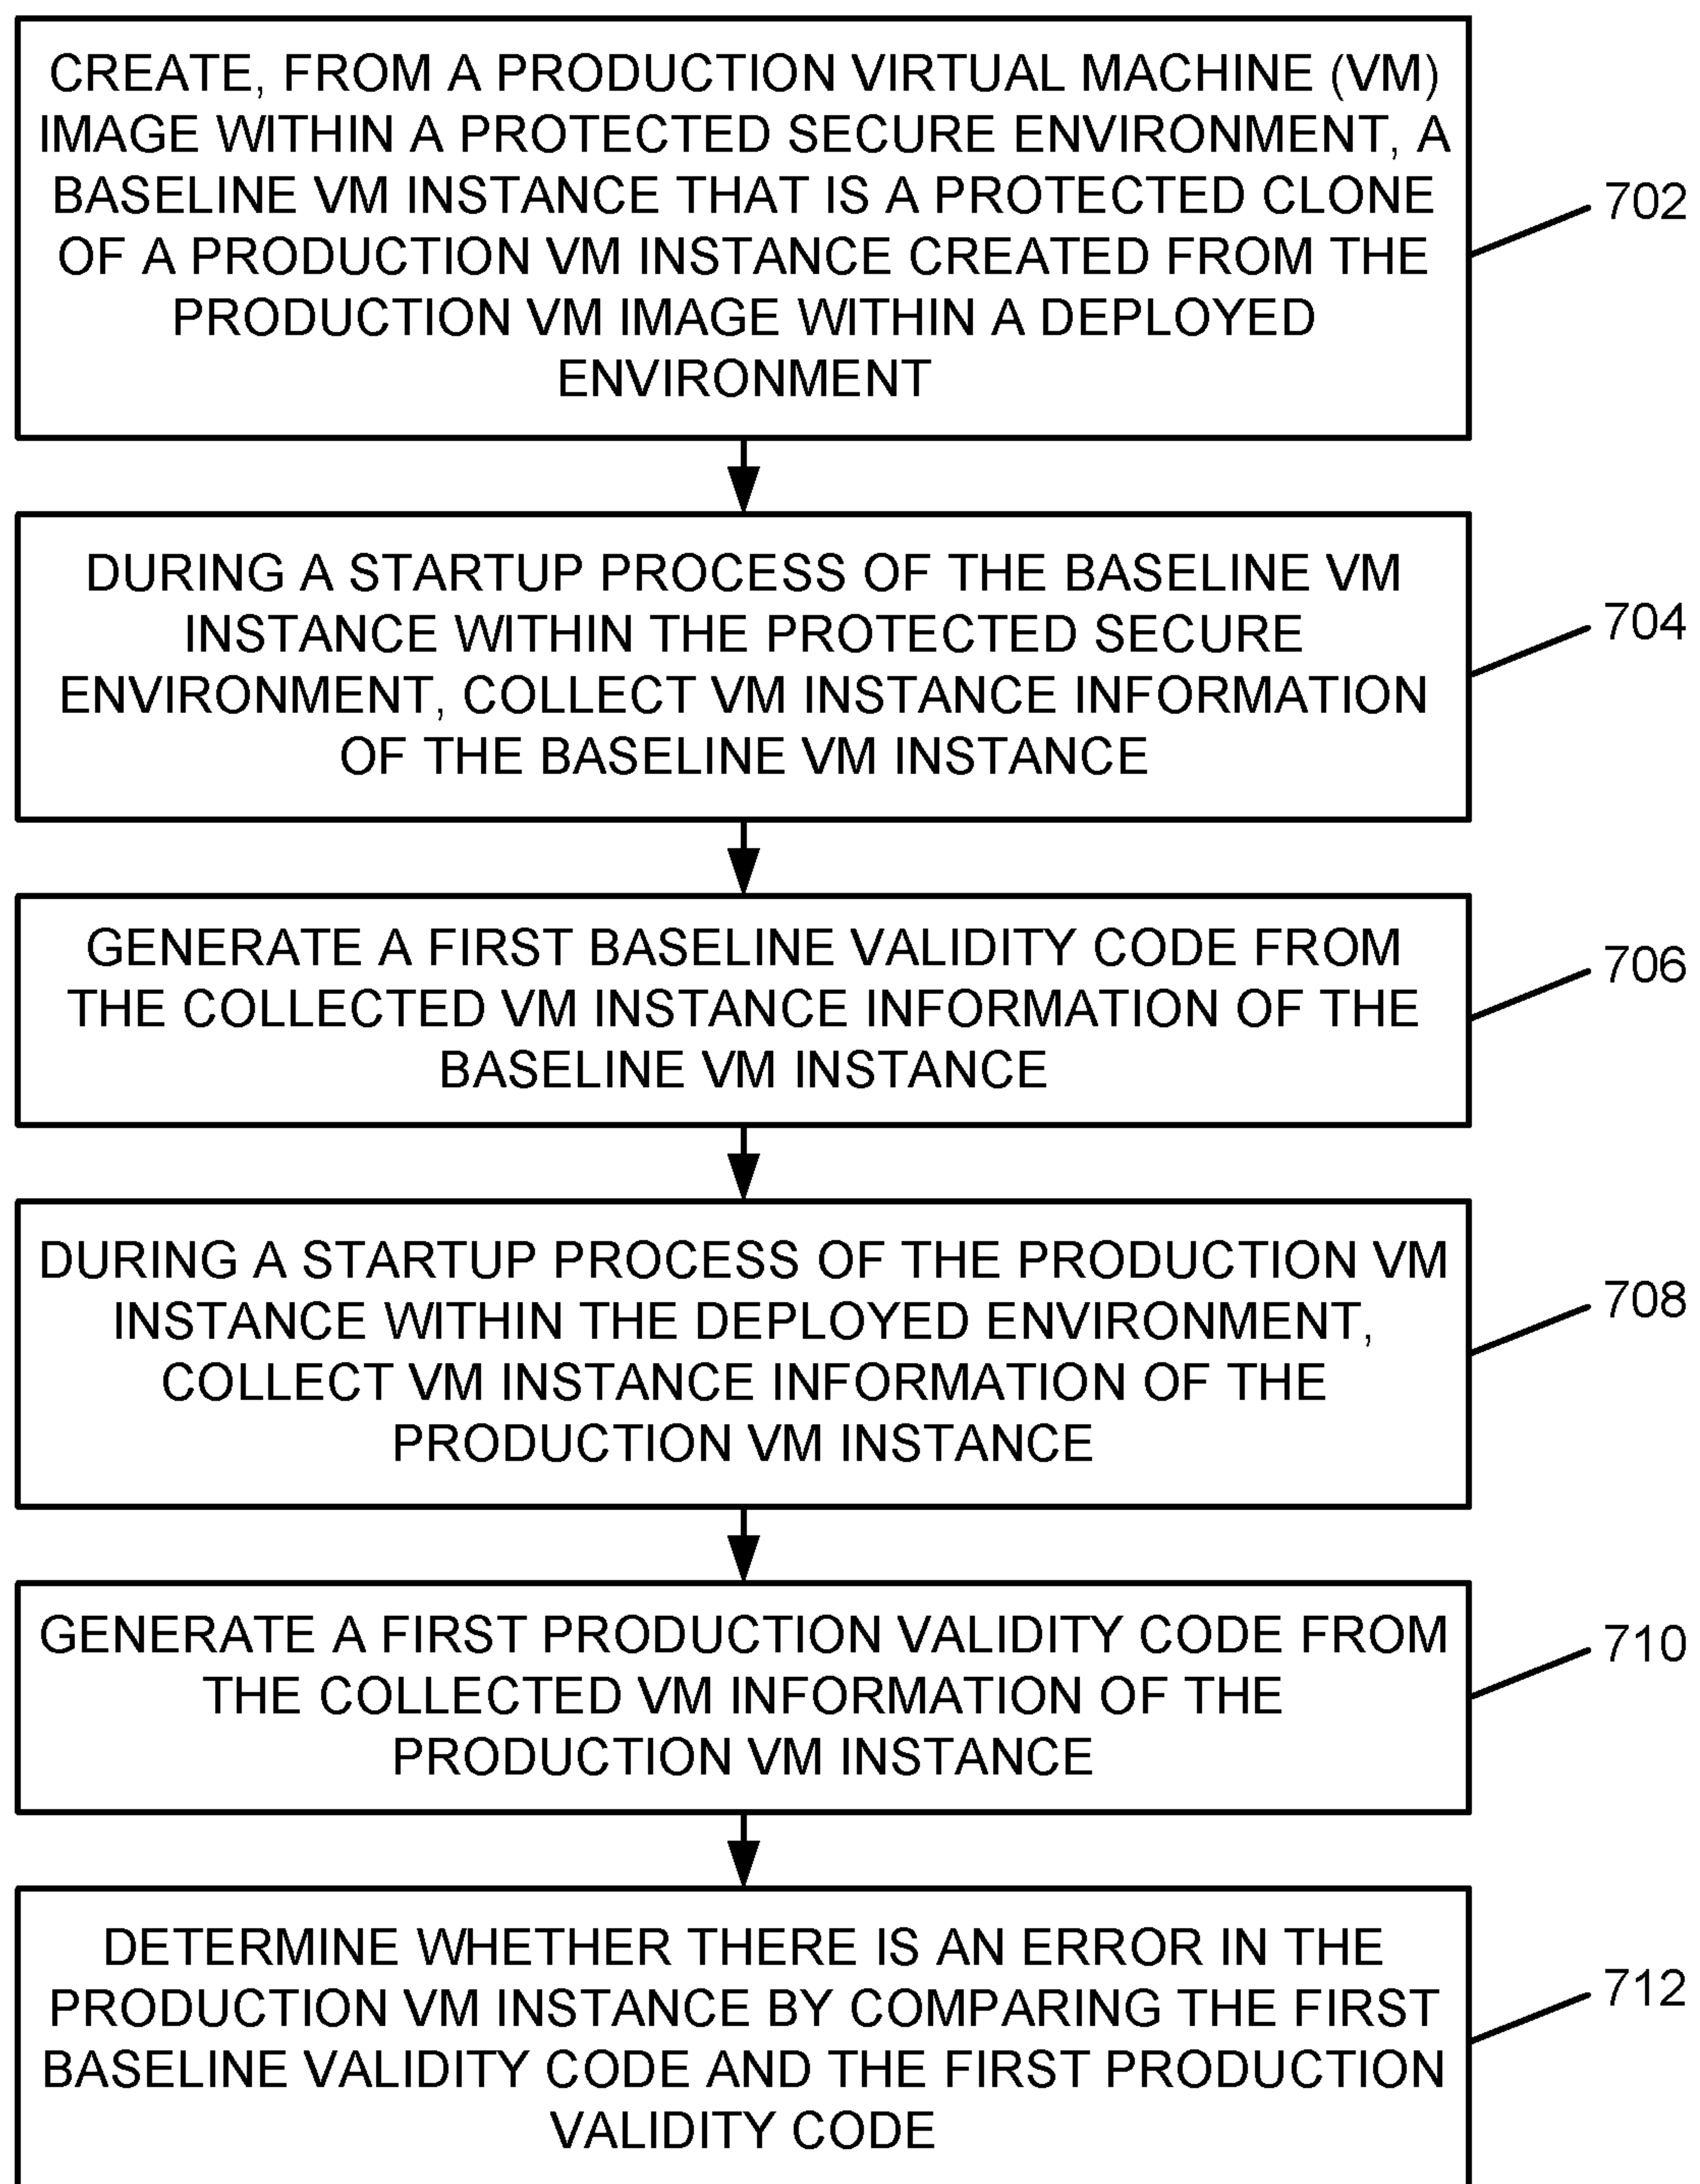 CREATE, FROM A PRODUCTION VIRTUAL MACHINE (VM)
IMAGE WITHIN A PROTECTED SECURE ENVIRONMENT, A
BASELINE VM INSTANCE THAT IS A PROTECTED CLONE
OF A PRODUCTION VM INSTANCE CREATED FROM THE
PRODUCTION VM IMAGE WITHIN A DEPLOYED
ENVIRONMENT
702
DURING A STARTUP PROCESS OF THE BASELINE VM
INSTANCE WITHIN THE PROTECTED SECURE
ENVIRONMENT, COLLECT VM INSTANCE INFORMATION
OF THE BASELINE VM INSTANCE
704
GENERATE A FIRST BASELINE VALIDITY CODE FROM
THE COLLECTED VM INSTANCE INFORMATION OF THE
BASELINE VM INSTANCE
706
DURING A STARTUP PROCESS OF THE PRODUCTION VM
INSTANCE WITHIN THE DEPLOYED ENVIRONMENT,
COLLECT VM INSTANCE INFORMATION OF THE
PRODUCTION VM INSTANCE
708
GENERATE A FIRST PRODUCTION VALIDITY CODE FROM
THE COLLECTED VM INFORMATION OF THE
PRODUCTION VM INSTANCE
710
DETERMINE WHETHER THERE IS AN ERROR IN THE
PRODUCTION VM INSTANCE BY COMPARING THE FIRST
BASELINE VALIDITY CODE AND THE FIRST PRODUCTION
VALIDITY CODE
712